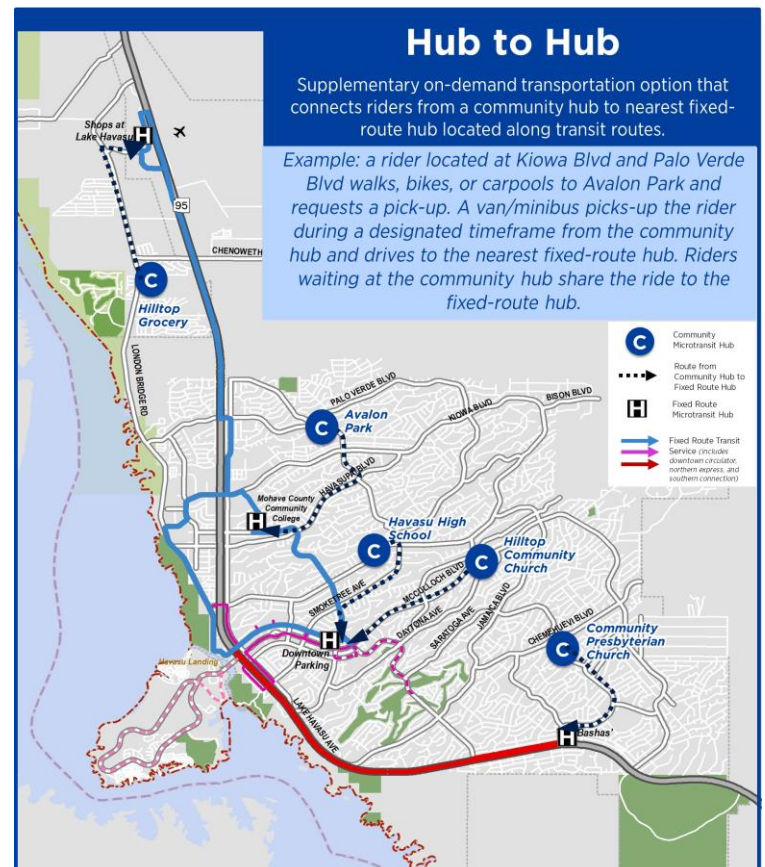 Hub to Hub
Supplementary on-demand transportation option that
connects riders from a community hub to nearest fixed-
route hub located along transit routes.
Example: a rider located at Kiowa Blvd and Palo Verde
Blvd walks, bikes, or carpools to Avalon Park and
requests a pick-up. A van/minibus picks-up the rider
during a designated timeframe from the community
hub and drives to the nearest fixed-route hub. Riders
waiting at the community hub share the ride to the
fixed-route hub.
C
Community
Microtransit Hub
Route from
Community Hub to
Fixed Route Hub
H
Fixed Route
Microtransit Hub
Fixed Route Transit
Service (includes
downtown circulator,
northern express, and
southern connection)
Shops at
Lake Havasu
H
95
CHENOWETH
C
Hilltop
Grocery
LONDON BRIDGE RD
PALO VERDE BLVD
KIOWA BLVD
BISON BLVD
C
Avalon
Park
HAVASUPAI BLVD
Mohave County
Community
College
H
Havasu High
School
C
Hilltop
Community
Church
C
SMOKETREE AVE
MCCULLOCH BLVD
DAYTONA AVE
SARATOGA AVE
JAMAICA BLVD
CHEMEHUEVI BLVD
Community
Presbyterian
Church
C
H
Downtown
Parking
Havasu Landing
LAKE HAVASU AVE
H
Bashas'